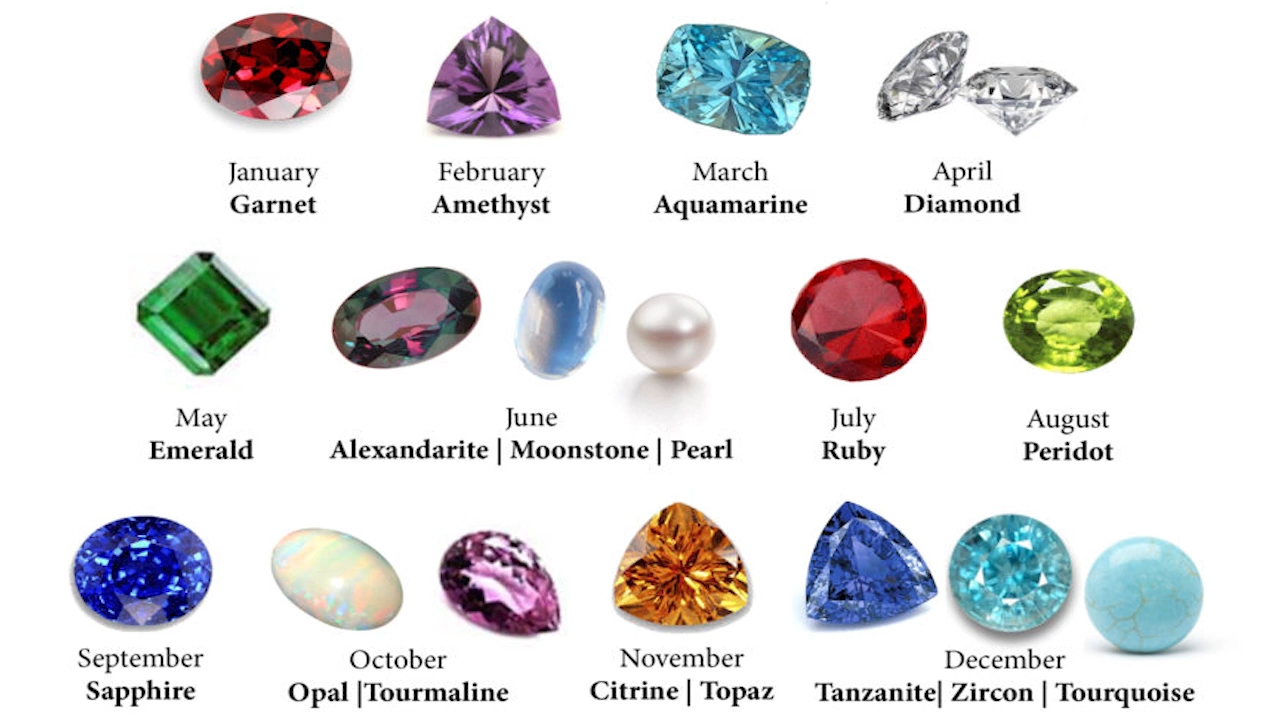 January
Garnet
February
Amethyst
March
Aquamarine
April
Diamond
May
Emerald
June
Alexandarite | Moonstone | Pearl
July
Ruby
August
Peridot
September
Sapphire
October
Opal |Tourmaline
November
Citrine | Topaz
December
Tanzanite| Zircon | Tourquoise